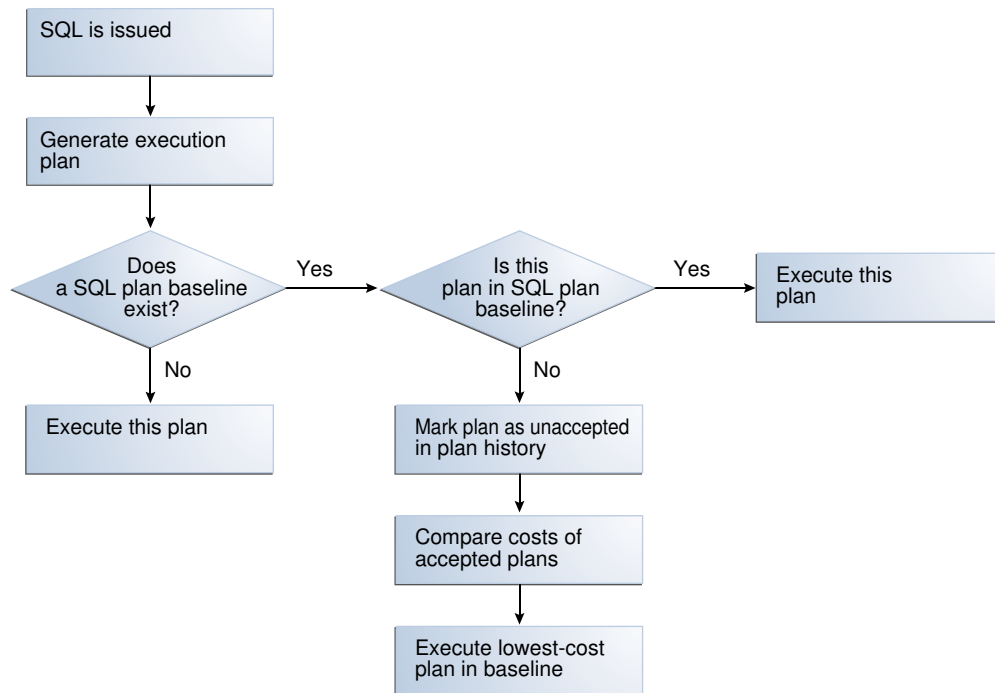 SQL is issued
Generate execution
plan
Does
a SQL plan baseline
exist?
Yes
Is this
plan in SQL plan
baseline?
Yes
Execute this
plan
No
No
Execute this plan
Mark plan as unaccepted
in plan history
Compare costs of
accepted plans
Execute lowest-cost
plan in baseline